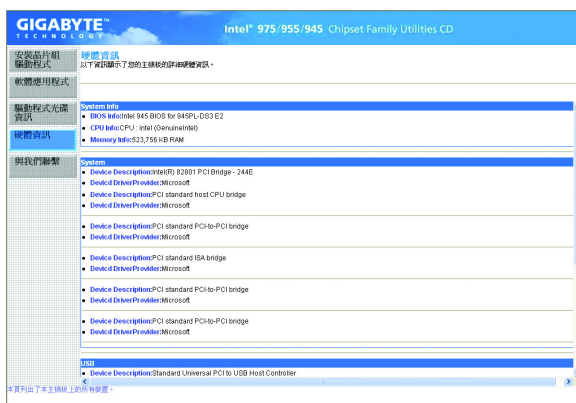 GIGABYTE™
TECHNOLOGY
Intel® 975/955/945 Chipset Family Utilities CD
安裝晶片組
驅動程式
軟體應用程式
驅動程式光碟
資訊
硬體資訊
與我們聯繫
硬體資訊
以下資訊顯示了您的主機板的詳細硬體資訊。
System Info
• BIOS Info:Intel 945 BIOS for 945PL-DS3 E2
• CPU Info:CPU : Intel (GenuineIntel)
• Memory Info:523,756 KB RAM
System
• Device Description:Intel(R) 82801 PCI Bridge - 244E
• Devicd DriverProvider:Microsoft
• Devicde Description:PCI standard host CPU bridge
• Devicd DriverProvider:Microsoft
• Devicde Description:PCI standard PCI-to-PCI bridge
• Devicd DriverProvider:Microsoft
• Devicde Description:PCI standard ISA bridge
• Devicd DriverProvider:Microsoft
• Devicde Description:PCI standard PCI-to-PCI bridge
• Devicd DriverProvider:Microsoft
• Devicde Description:PCI standard PCI-to-PCI bridge
• Devicd DriverProvider:Microsoft
USB
• Device Description:Standard Universal PCI to USB Host Controller
本頁列出了本主機板上的所有裝置。